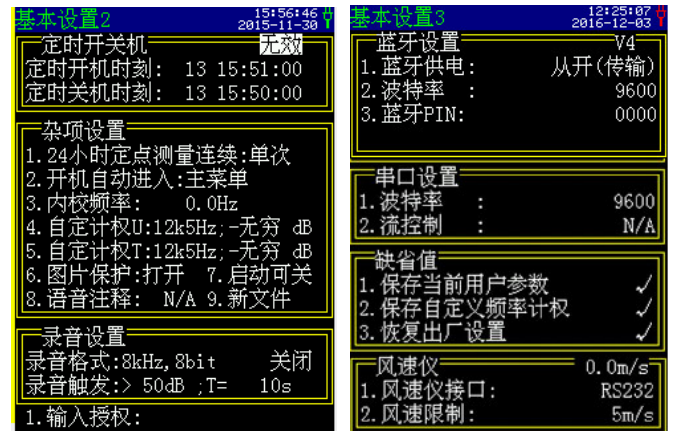 基本设置2 15:56:46
2015-11-30
定时开关机 无效
定时开机时刻: 13 15:51:00
定时关机时刻: 13 15:50:00
杂项设置
1.24小时定点测量连续:单次
2.开机自动进入:主菜单
3.内校频率: 0.0Hz
4.自定计权U:12k5Hz;-无穷 dB
5.自定计权T:12k5Hz;-无穷 dB
6.图片保护:打开 7.启动可关
8.语音注释: N/A 9.新文件
录音设置
录音格式:8kHz,8bit 关闭
录音触发:> 50dB ;T= 10s
1.输入授权:
基本设置3 12:25:07
2016-12-03
蓝牙设置 V4
1.蓝牙供电: 从开(传输)
2.波特率 : 9600
3.蓝牙PIN: 0000
串口设置
1.波特率 : 9600
2.流控制 : N/A
缺省值
1.保存当前用户参数 ✓
2.保存自定义频率计权 ✓
3.恢复出厂设置 ✓
风速仪 0.0m/s
1.风速仪接口: RS232
2.风速限制: 5m/s